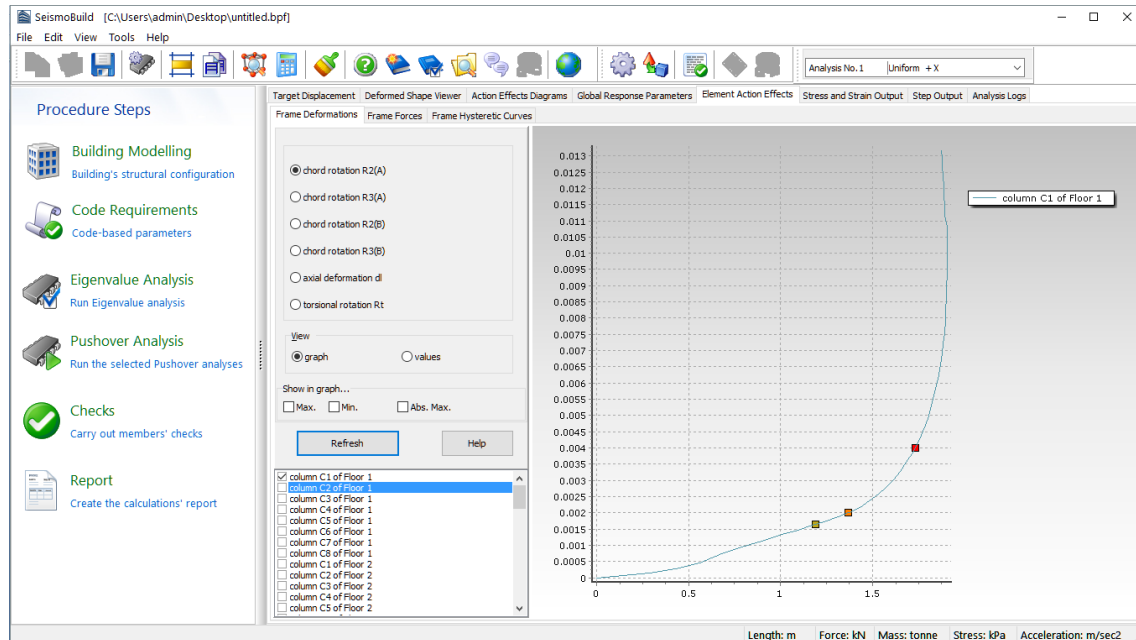 SeismoBuild [C:\Users\admin\Desktop\untitled.bpf]
File Edit View Tools Help
Analysis No. 1 Uniform +X
Procedure Steps
Building Modelling
Building's structural configuration
Code Requirements
Code-based parameters
Eigenvalue Analysis
Run Eigenvalue analysis
Pushover Analysis
Run the selected Pushover analyses
Checks
Carry out members' checks
Report
Create the calculations' report
Target Displacement Deformed Shape Viewer Action Effects Diagrams Global Response Parameters Element Action Effects Stress and Strain Output Step Output Analysis Logs
Frame Deformations Frame Forces Frame Hysteretic Curves
chord rotation R2(A)
chord rotation R3(A)
chord rotation R2(B)
chord rotation R3(B)
axial deformation dl
torsional rotation Rt
View
graph values
Show in graph...
Max. Min. Abs. Max.
Refresh Help
column C1 of Floor 1
column C2 of Floor 1
column C3 of Floor 1
column C4 of Floor 1
column C5 of Floor 1
column C6 of Floor 1
column C7 of Floor 1
column C8 of Floor 1
column C1 of Floor 2
column C2 of Floor 2
column C3 of Floor 2
column C4 of Floor 2
column C5 of Floor 2
0.013
0.0125
0.012
0.0115
0.011
0.0105
0.01
0.0095
0.009
0.0085
0.008
0.0075
0.007
0.0065
0.006
0.0055
0.005
0.0045
0.004
0.0035
0.003
0.0025
0.002
0.0015
0.001
0.0005
0
0 0.5 1 1.5
column C1 of Floor 1
Length: m Force: kN Mass: tonne Stress: kPa Acceleration: m/sec2